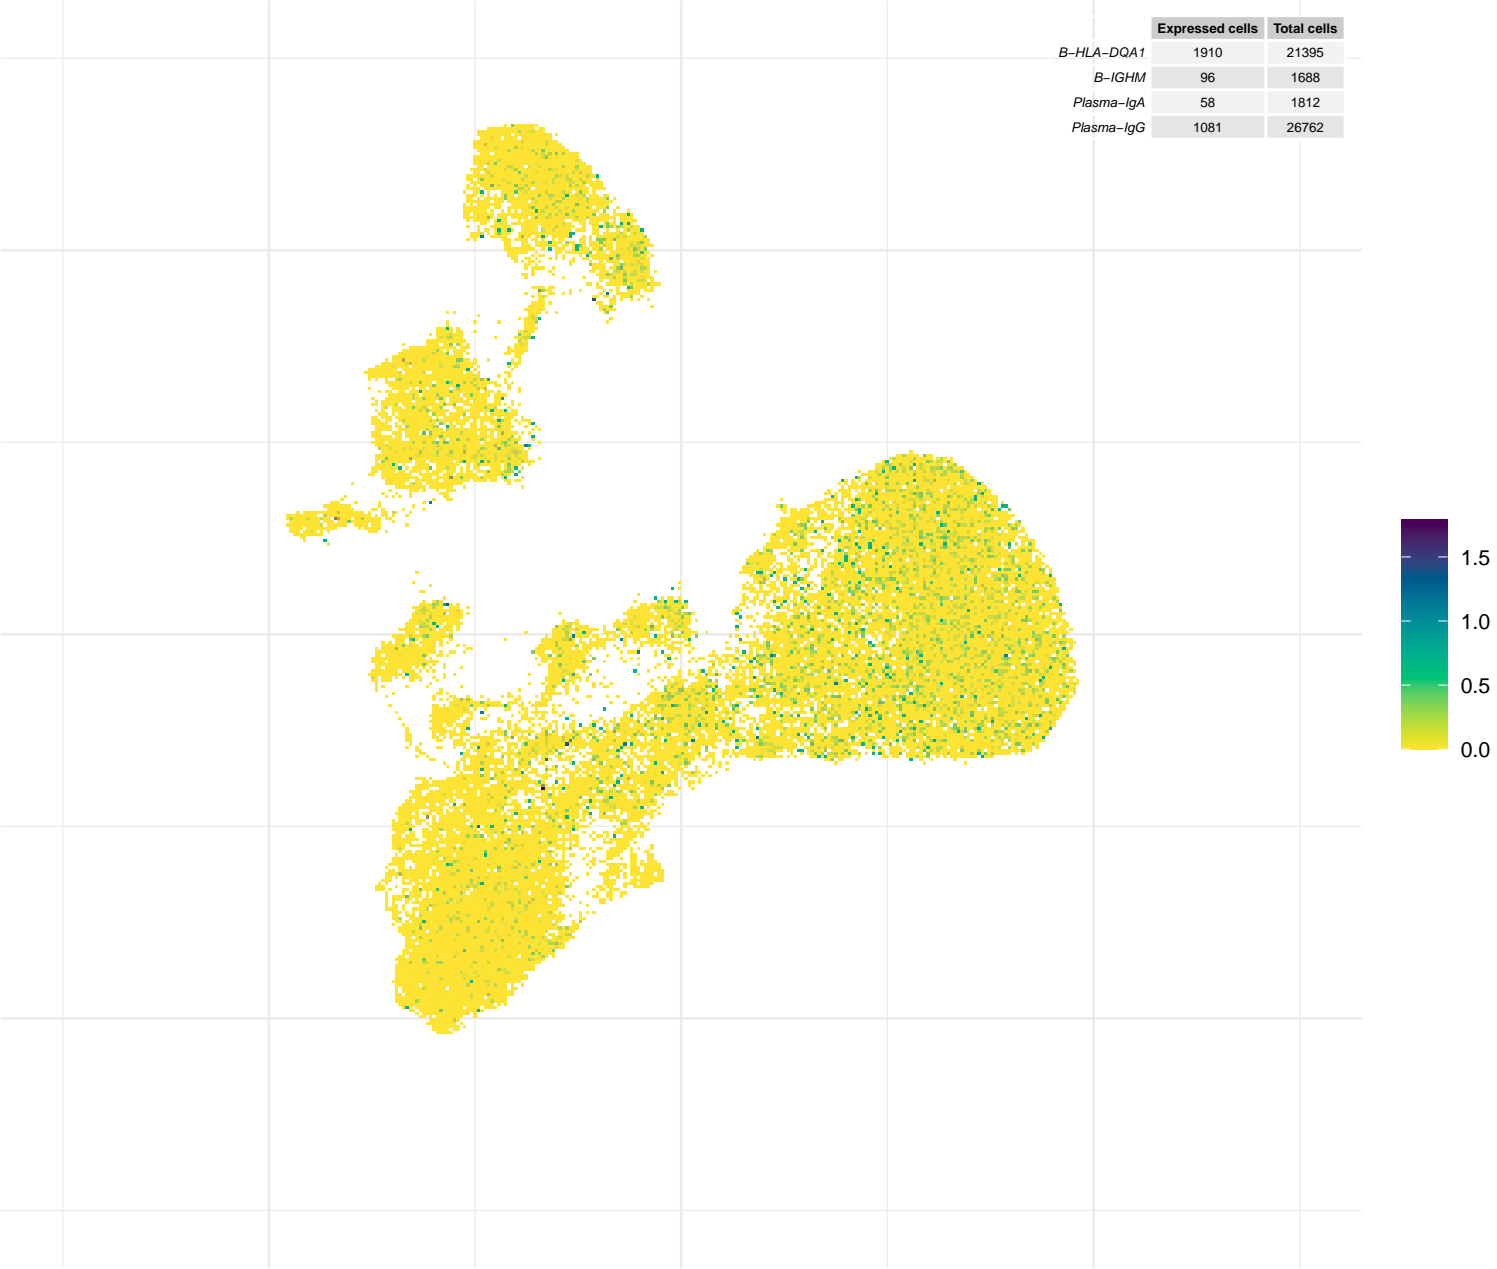 Expressed cells Total cells
B−HLA−DQA1 1910 21395
B−IGHM 96 1688
Plasma−IgA 58 1812
Plasma−IgG 1081 26762
1.5
1.0
0.5
0.0